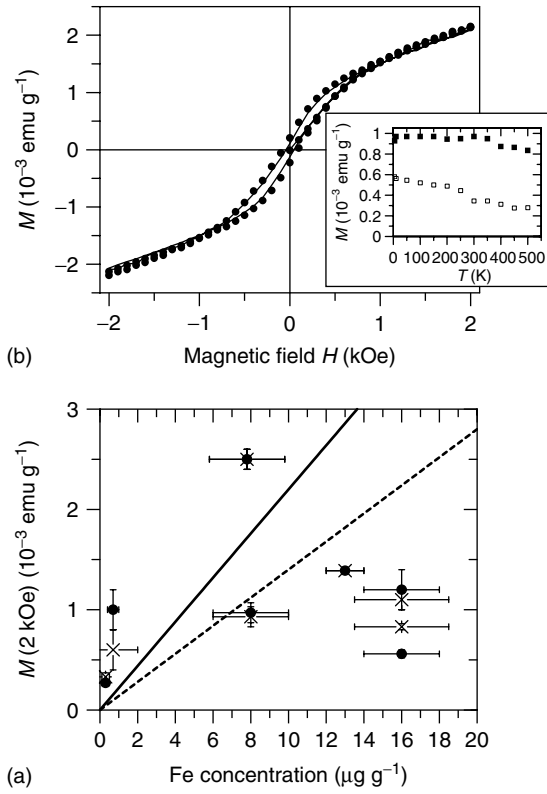 2
1
0
−1
−2
M (10⁻³ emu g⁻¹)
−2
−1
0
1
2
Magnetic field H (kOe)
(b)
1
0.8
0.6
0.4
0.2
0
M (10⁻³ emu g⁻¹)
100 200 300 400 500
T (K)
3
2
1
0
M (2 kOe) (10⁻³ emu g⁻¹)
0 2 4 6 8 10 12 14 16 18 20
Fe concentration (μg g⁻¹)
(a)